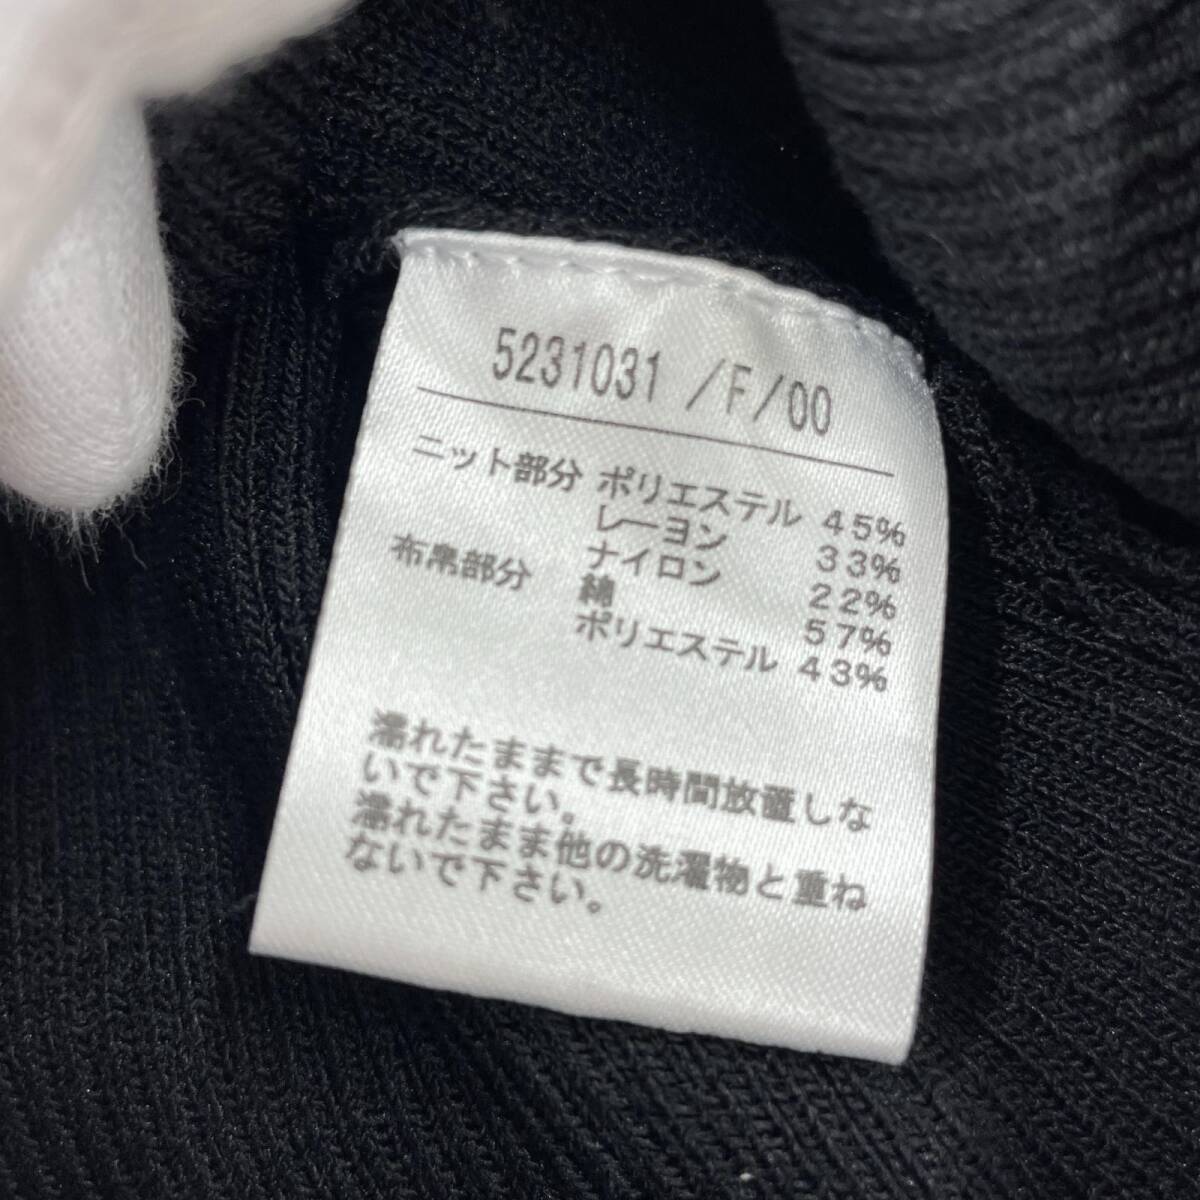 5231031 /F/00
ニット部分 ポリエステル 45%
レーヨン 33%
ナイロン 22%
布帛部分 綿 57%
ポリエステル 43%
濡れたままで長時間放置しな
いで下さい。
濡れたまま他の洗濯物と重ね
ないで下さい。